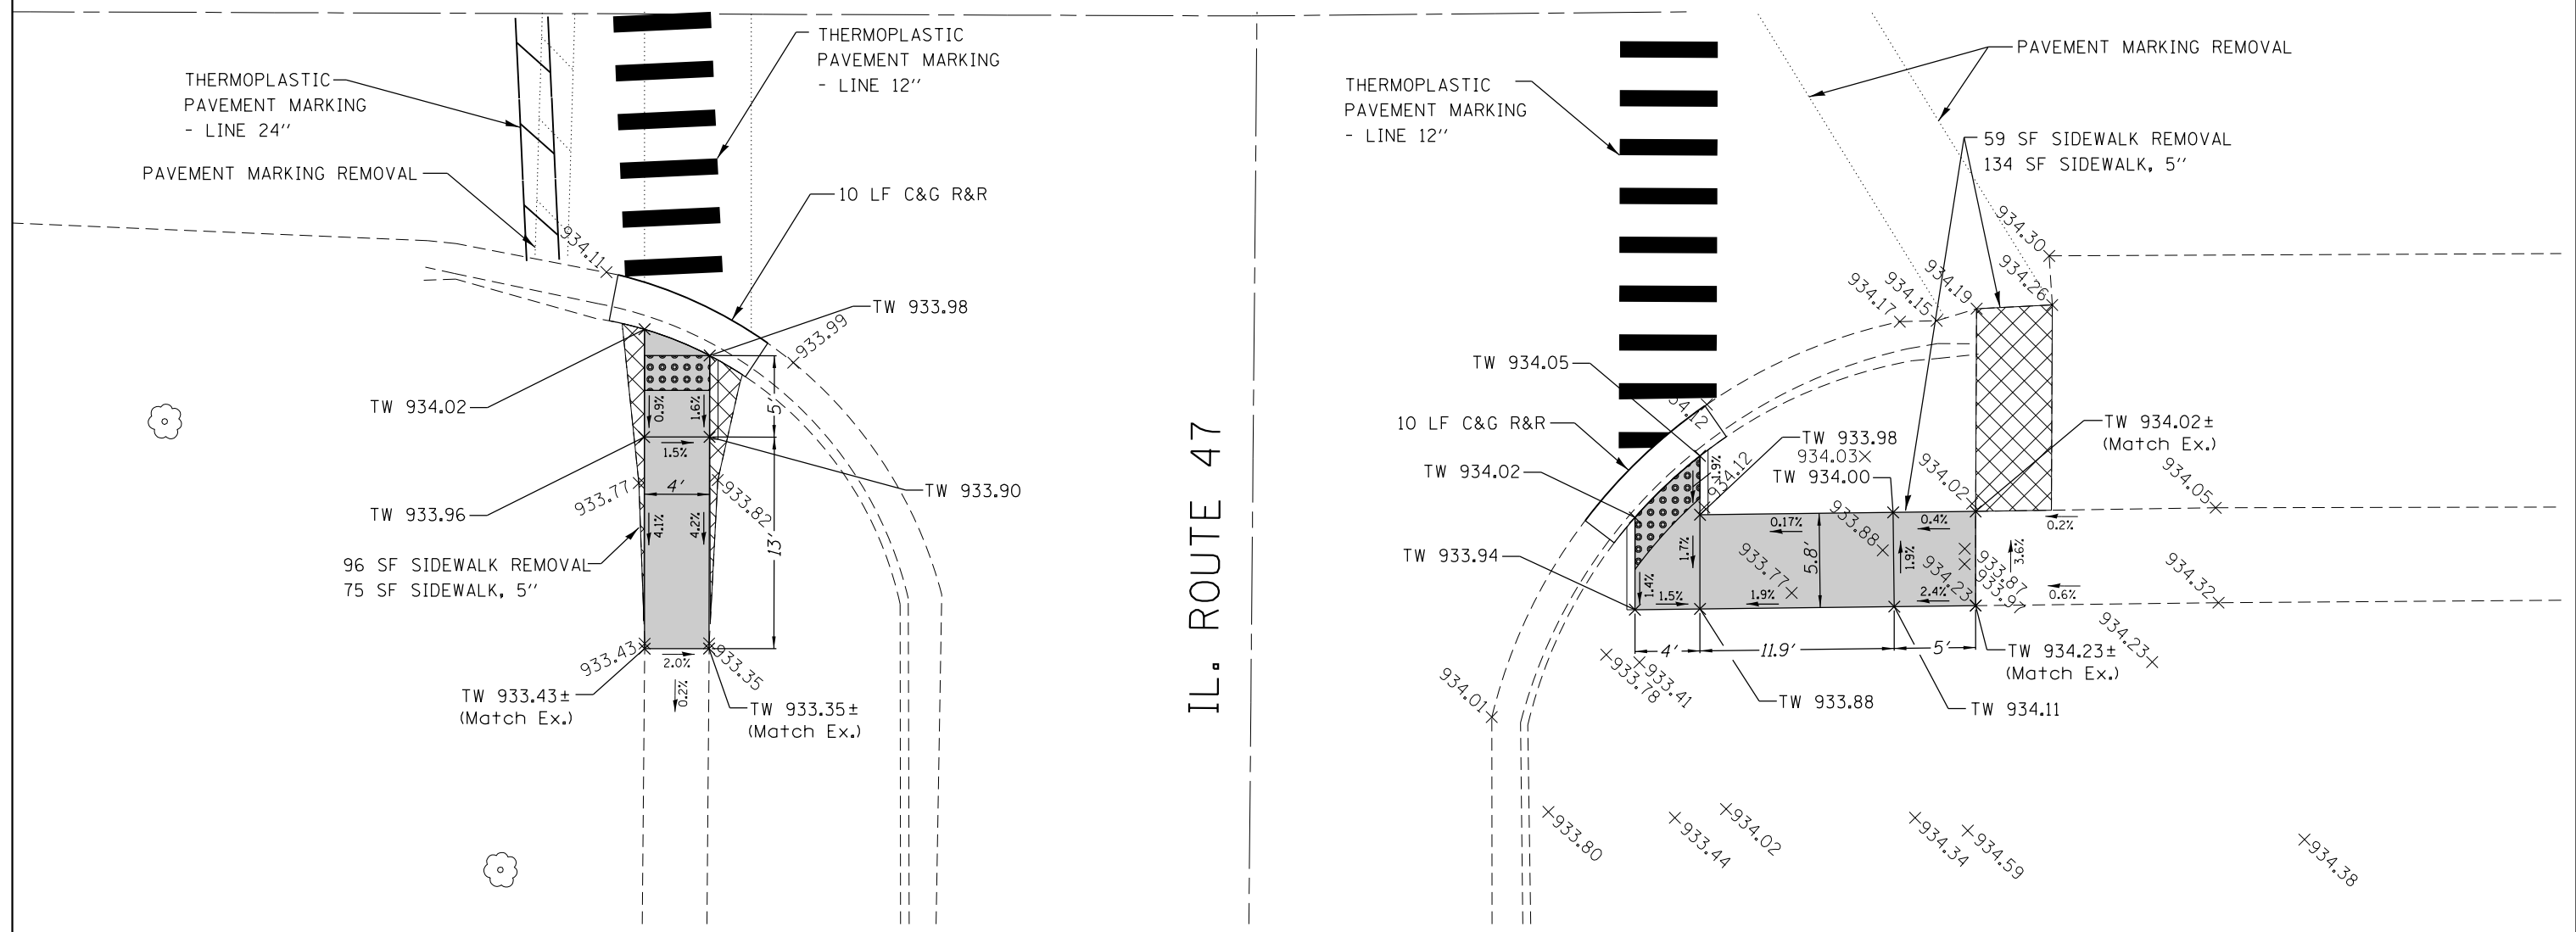 THERMOPLASTIC
PAVEMENT MARKING
- LINE 24"
PAVEMENT MARKING REMOVAL
THERMOPLASTIC
PAVEMENT MARKING
- LINE 12"
10 LF C&G R&R
934.11
TW 933.98
933.99
TW 934.02
0.9%
1.6%
5'
1.5%
TW 933.96
933.77
4'
933.82
TW 933.90
4.1%
4.2%
13'
96 SF SIDEWALK REMOVAL
75 SF SIDEWALK, 5"
933.43
2.0%
933.35
0.2%
TW 933.43±
(Match Ex.)
TW 933.35±
(Match Ex.)
IL. ROUTE 47
THERMOPLASTIC
PAVEMENT MARKING
- LINE 12"
PAVEMENT MARKING REMOVAL
59 SF SIDEWALK REMOVAL
134 SF SIDEWALK, 5"
934.30
934.26
934.19
934.15
934.17
TW 934.05
10 LF C&G R&R
TW 934.02
TW 933.94
934.12
TW 933.98
934.03
TW 934.00
934.02
TW 934.02±
(Match Ex.)
934.05
0.2%
0.17%
0.4%
933.88
933.77
5.8'
1.9%
934.23
933.87
933.97
3.6%
934.32
0.6%
1.7%
1.4%
1.5%
1.9%
2.4%
4'
11.9'
5'
934.23
TW 934.23±
(Match Ex.)
933.78
933.41
934.01
TW 933.88
TW 934.11
933.80
933.44
934.02
934.34
934.59
934.38